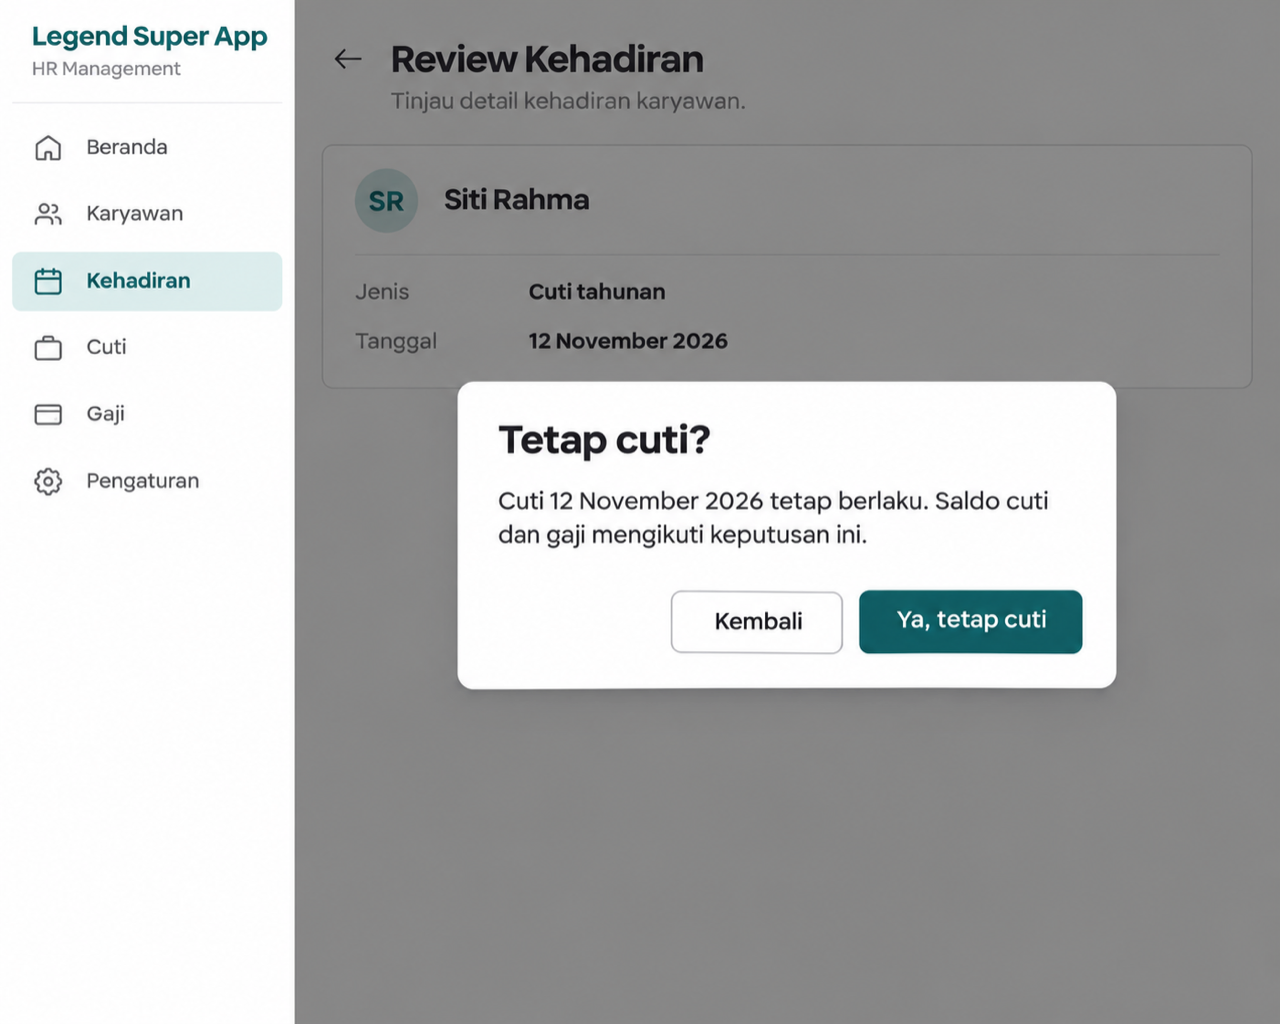 Legend Super App
HR Management
Beranda
Karyawan
Kehadiran
Cuti
Gaji
Pengaturan
Review Kehadiran
Tinjau detail kehadiran karyawan.
SR
Siti Rahma
Jenis
Cuti tahunan
Tanggal
12 November 2026
Tetap cuti?
Cuti 12 November 2026 tetap berlaku. Saldo cuti
dan gaji mengikuti keputusan ini.
Kembali
Ya, tetap cuti